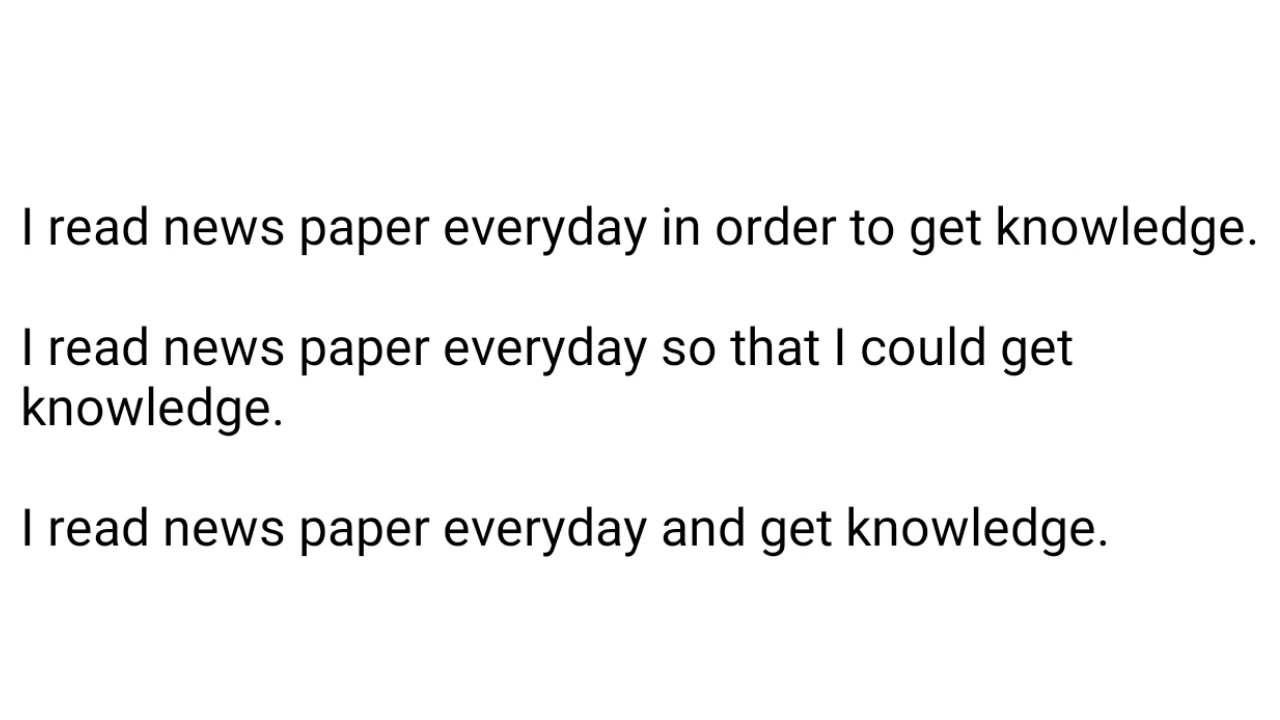 I read news paper everyday in order to get knowledge.
I read news paper everyday so that I could get
knowledge.
I read news paper everyday and get knowledge.